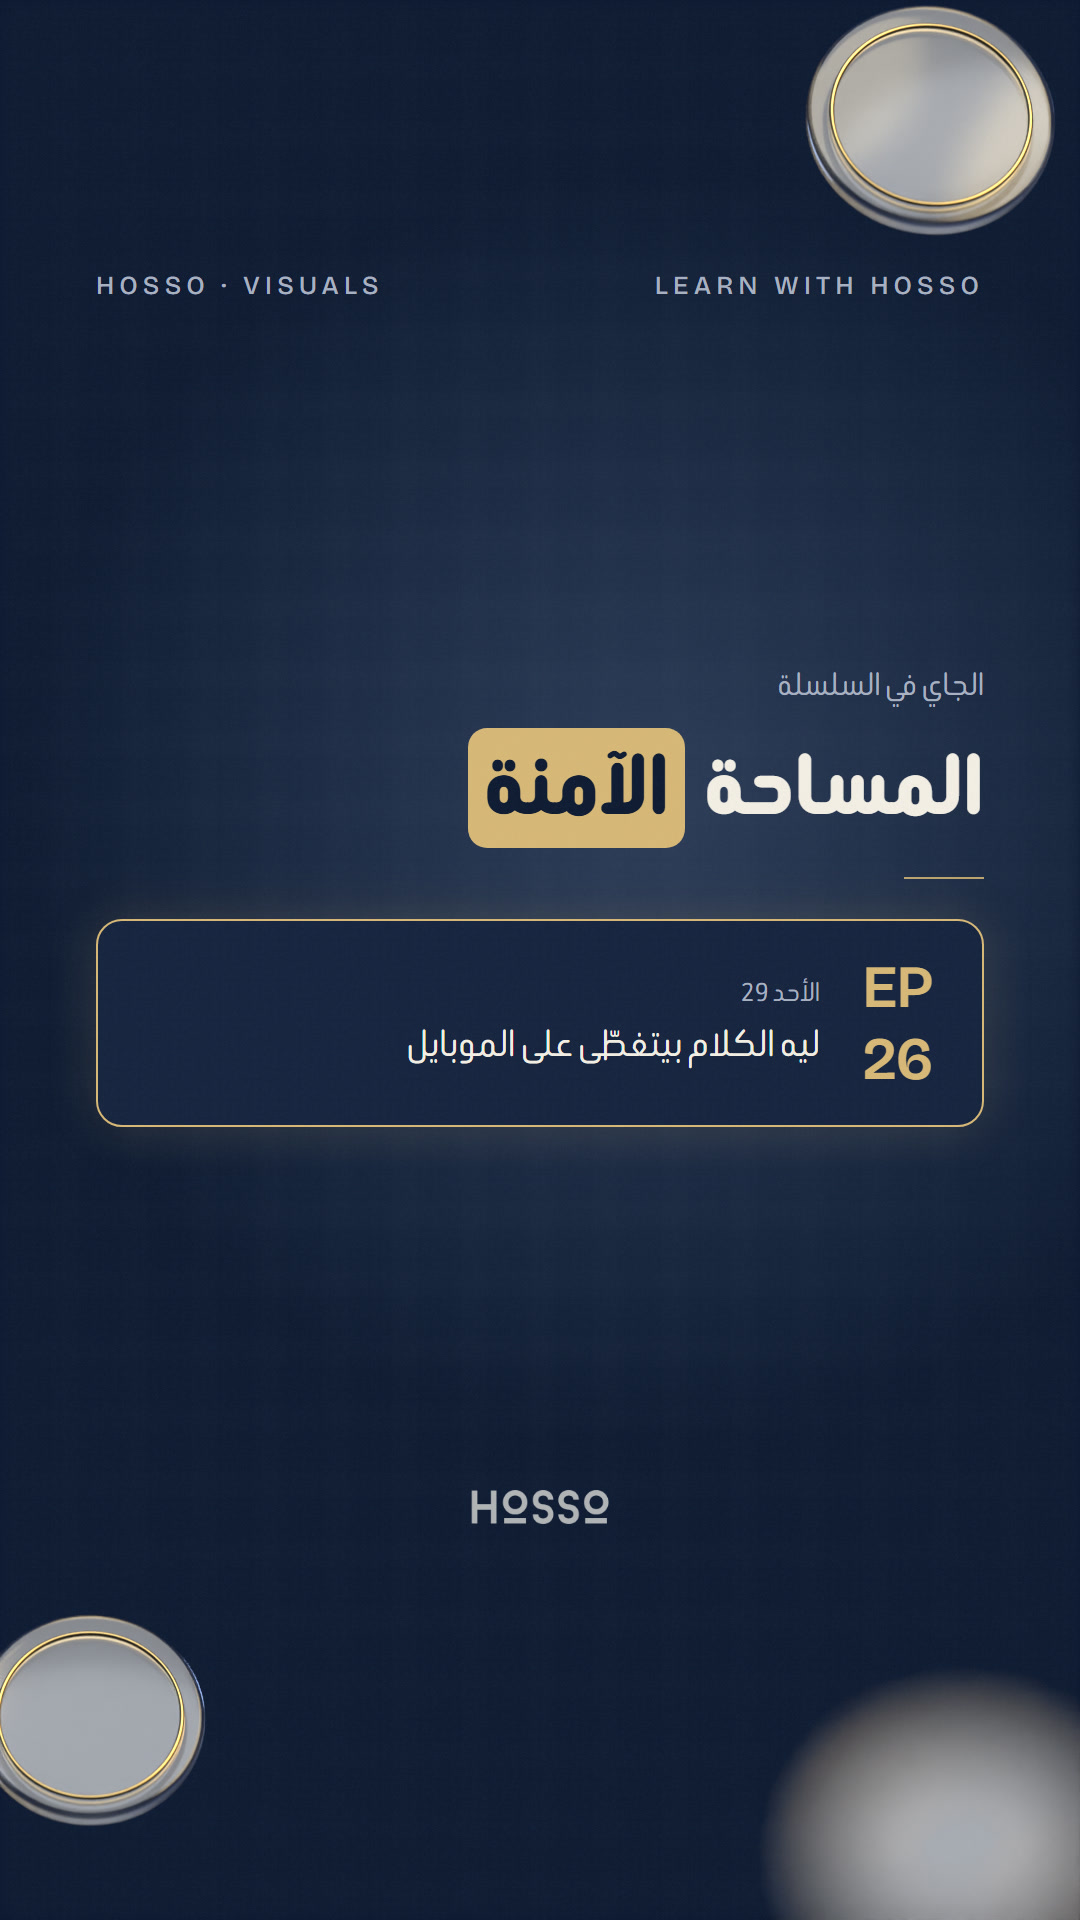 HOSSO · VISUALS
LEARN WITH HOSSO
الجاي في السلسلة
المساحة الآمنة
EP 26
الأحد 29
ليه الكلام بيتغطّى على الموبايل
HOSSO